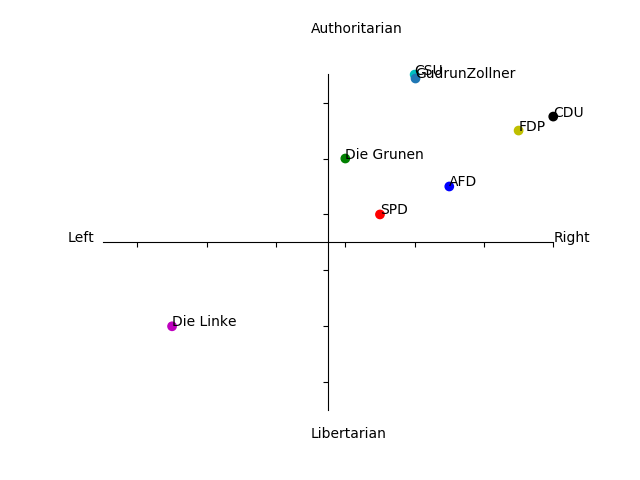 Authoritarian
CSU
GudrunZollner
CDU
FDP
Die Grunen
AFD
SPD
Left
Right
Die Linke
Libertarian